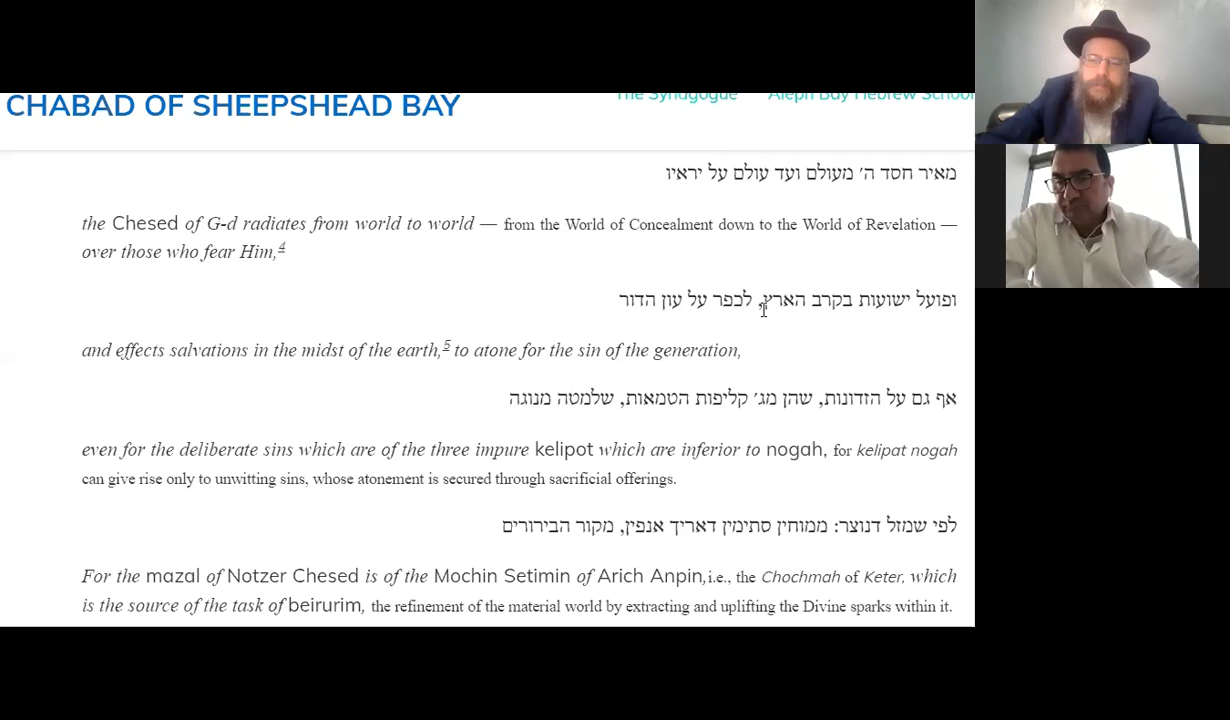 CHABAD OF SHEEPSHEAD BAY
The Synagogue Aleph Bay Hebrew School
מאיר חסד ה׳ מעולם ועד עולם על יראיו
the Chesed of G-d radiates from world to world — from the World of Concealment down to the World of Revelation —
over those who fear Him,4
ופועל ישועות בקרב הארץ, לכפר על עון הדור
and effects salvations in the midst of the earth,5 to atone for the sin of the generation,
אף גם על הזדונות, שהן מג׳ קליפות הטמאות, שלמטה מנוגה
even for the deliberate sins which are of the three impure kelipot which are inferior to nogah, for kelipat nogah
can give rise only to unwitting sins, whose atonement is secured through sacrificial offerings.
לפי שמזל דנוצר: ממוחין סתימין דאריך אנפין, מקור הבירורים
For the mazal of Notzer Chesed is of the Mochin Setimin of Arich Anpin,i.e., the Chochmah of Keter, which
is the source of the task of beirurim, the refinement of the material world by extracting and uplifting the Divine sparks within it.